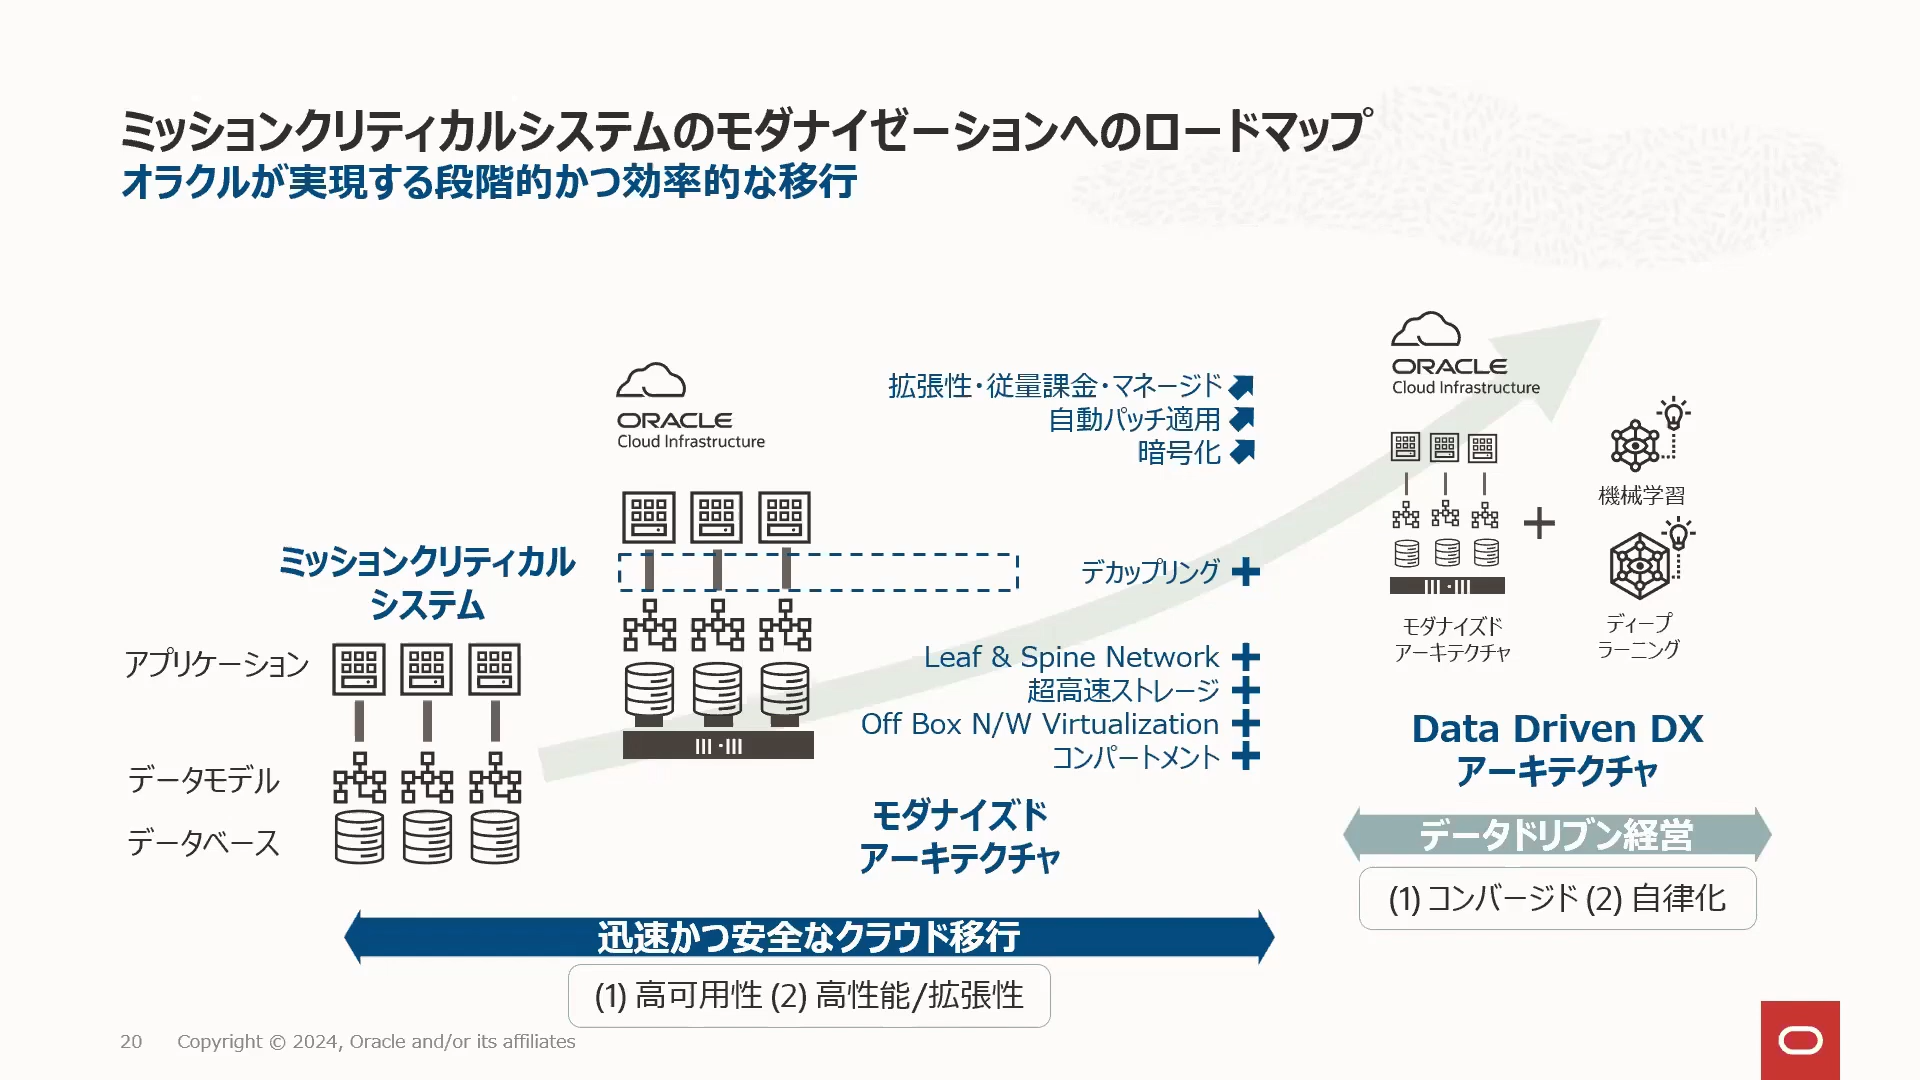 ミッションクリティカルシステムのモダナイゼーションへのロードマップ
オラクルが実現する段階的かつ効率的な移行
ミッションクリティカル
システム
アプリケーション
データモデル
データベース
ORACLE
Cloud Infrastructure
拡張性・従量課金・マネージド
自動パッチ適用
暗号化
デカップリング
Leaf & Spine Network
超高速ストレージ
Off Box N/W Virtualization
コンパートメント
モダナイズド
アーキテクチャ
迅速かつ安全なクラウド移行
(1) 高可用性 (2) 高性能/拡張性
ORACLE
Cloud Infrastructure
機械学習
ディープ
ラーニング
モダナイズド
アーキテクチャ
Data Driven DX
アーキテクチャ
データドリブン経営
(1) コンバージド (2) 自律化
20 Copyright © 2024, Oracle and/or its affiliates